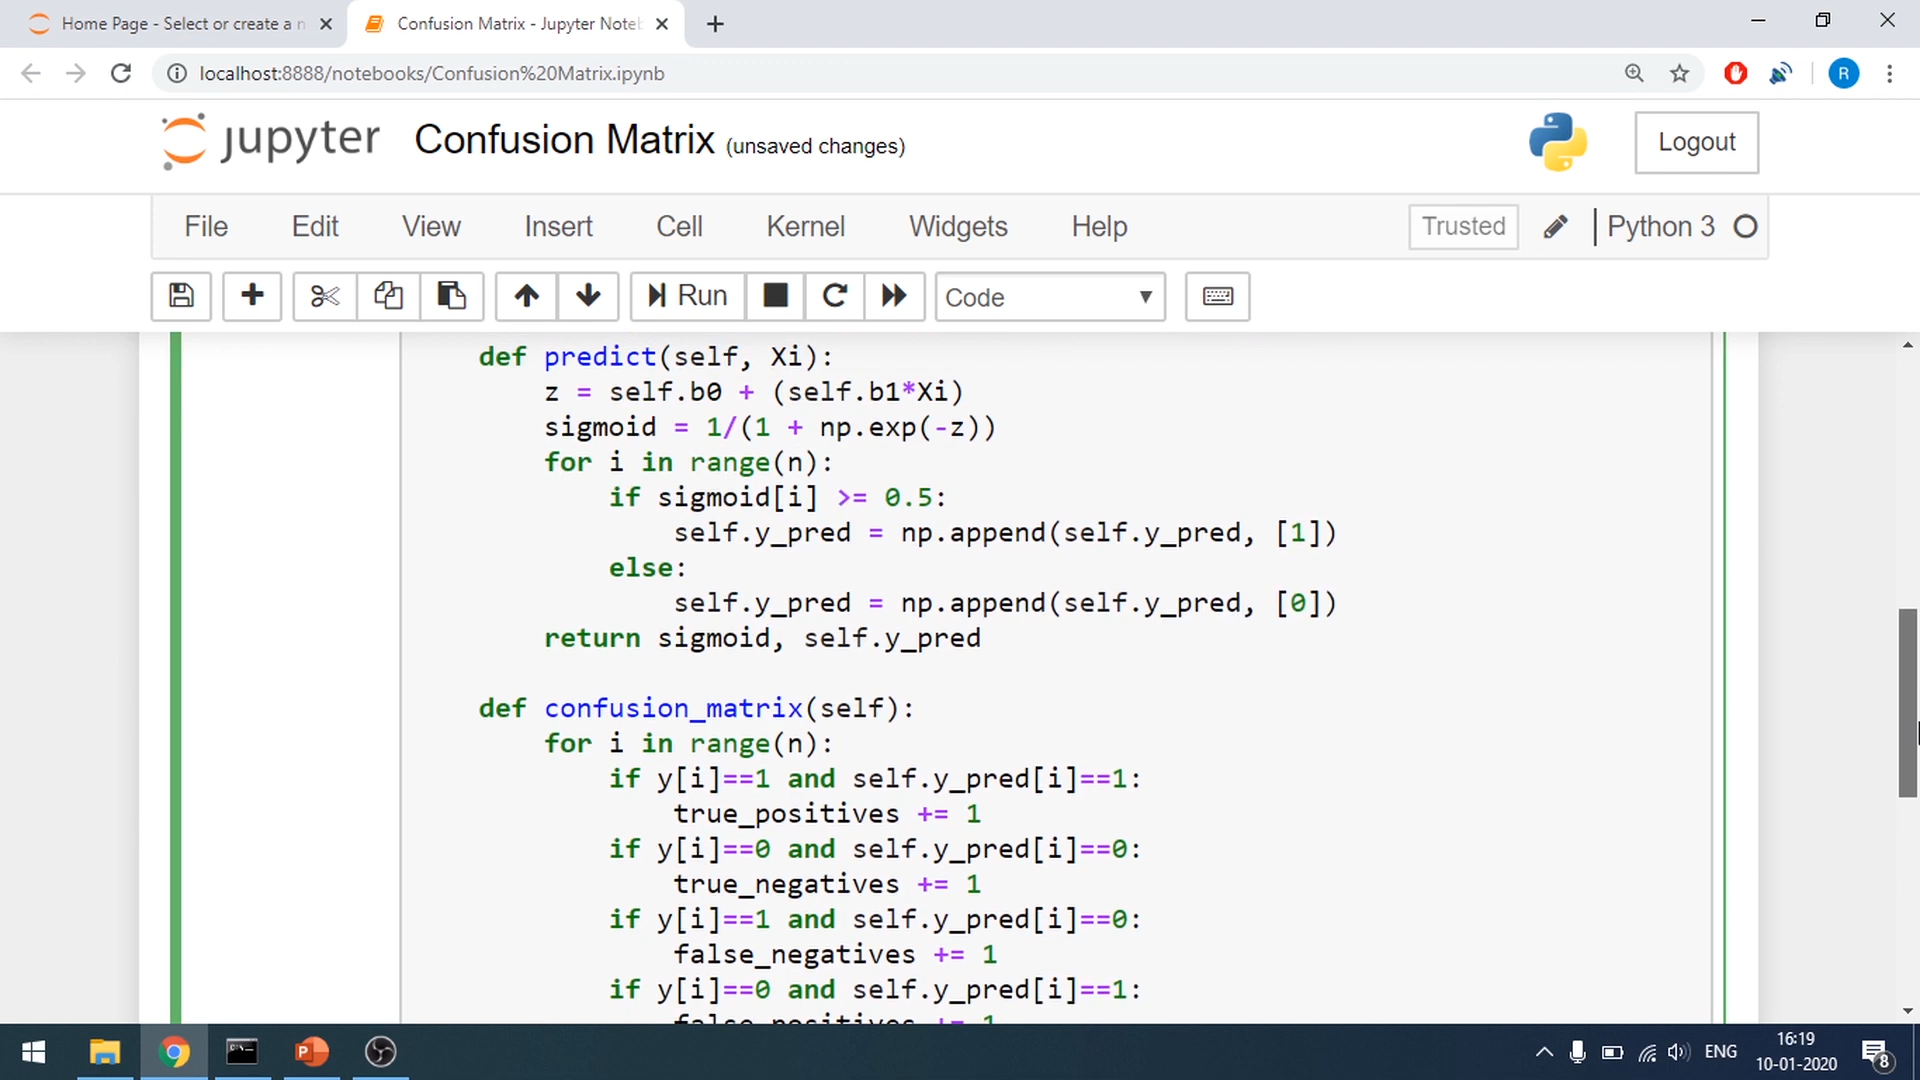 Home Page - Select or create a n
Confusion Matrix - Jupyter Noteb
localhost:8888/notebooks/Confusion%20Matrix.ipynb
R
jupyter Confusion Matrix (unsaved changes)
Logout
File Edit View Insert Cell Kernel Widgets Help Trusted Python 3
Run Code
def predict(self, Xi):
z = self.b0 + (self.b1*Xi)
sigmoid = 1/(1 + np.exp(-z))
for i in range(n):
if sigmoid[i] >= 0.5:
self.y_pred = np.append(self.y_pred, [1])
else:
self.y_pred = np.append(self.y_pred, [0])
return sigmoid, self.y_pred
def confusion_matrix(self):
for i in range(n):
if y[i]==1 and self.y_pred[i]==1:
true_positives += 1
if y[i]==0 and self.y_pred[i]==0:
true_negatives += 1
if y[i]==1 and self.y_pred[i]==0:
false_negatives += 1
if y[i]==0 and self.y_pred[i]==1:
false_positives += 1
ENG
16:19
10-01-2020
8